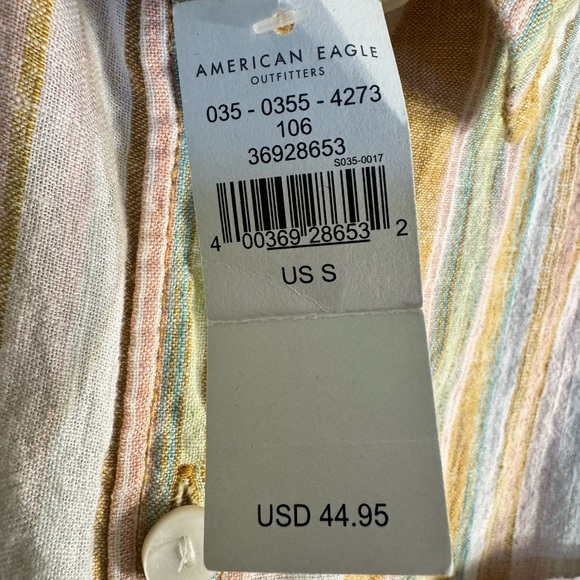 AMERICAN EAGLE
OUTFITTERS
035 - 0355 - 4273
106
36928653
S035-0017
4 00369 28653 2
US S
USD 44.95